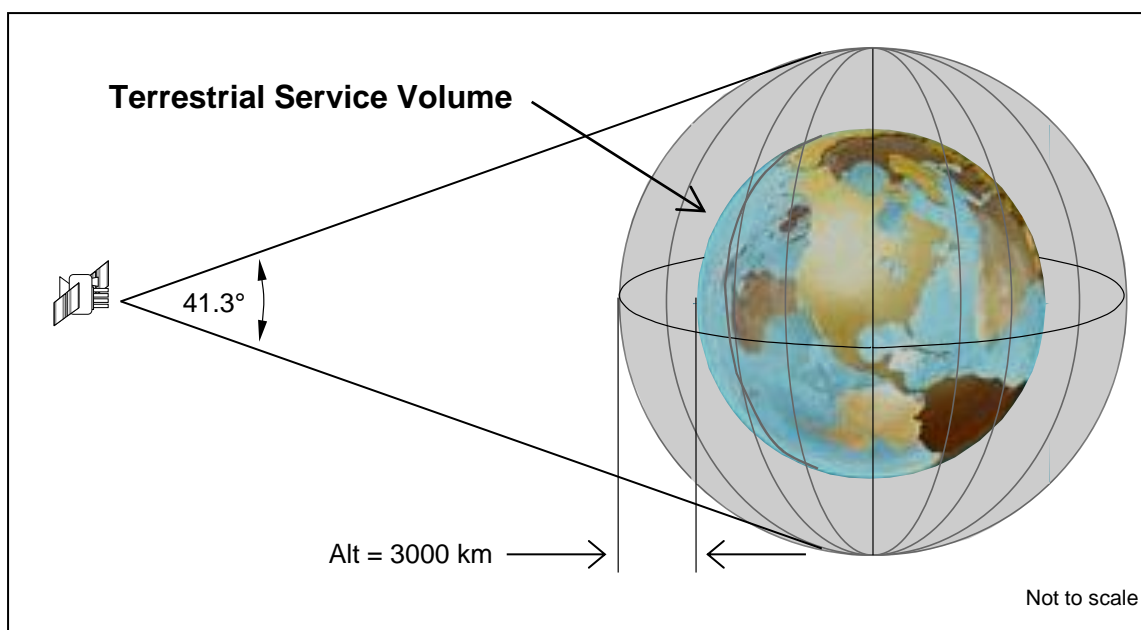 Terrestrial Service Volume
41.3°
Alt = 3000 km
Not to scale